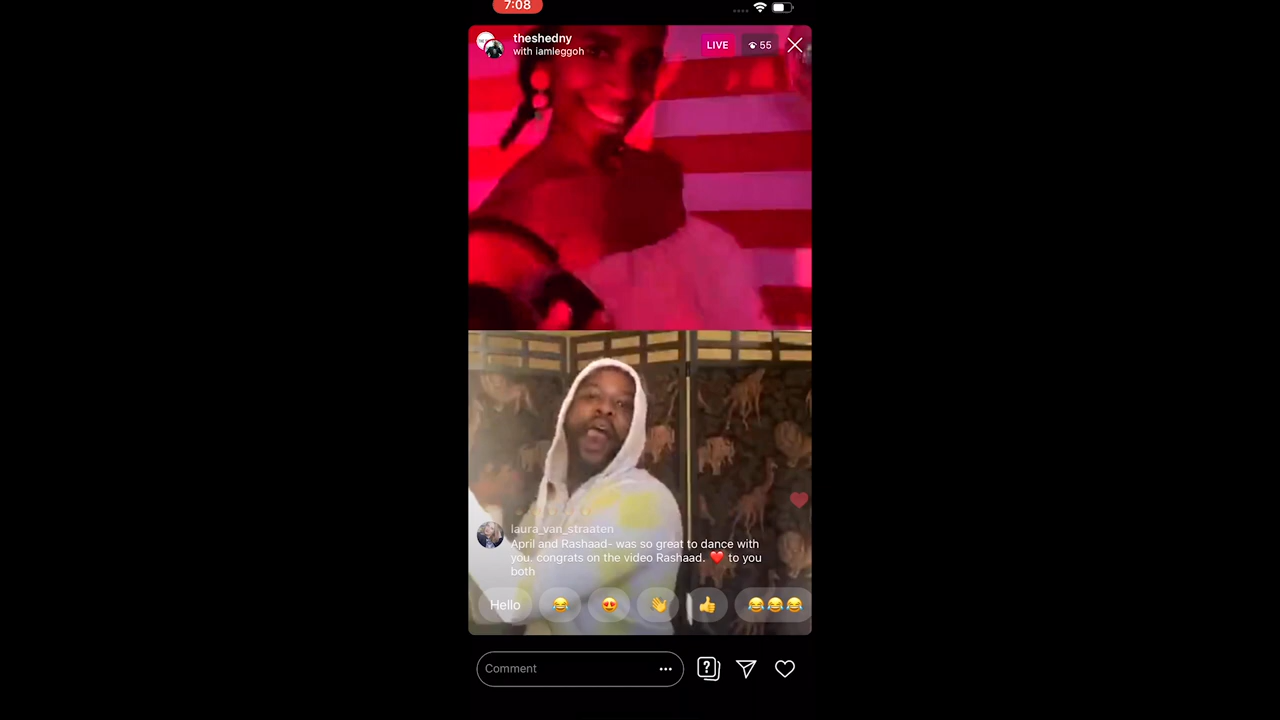 7:08
theshedny
with iamleggoh
LIVE
55
laura_van_straaten
April and Rashaad- was so great to dance with
you. congrats on the video Rashaad. ❤️ to you
both
Hello
Comment